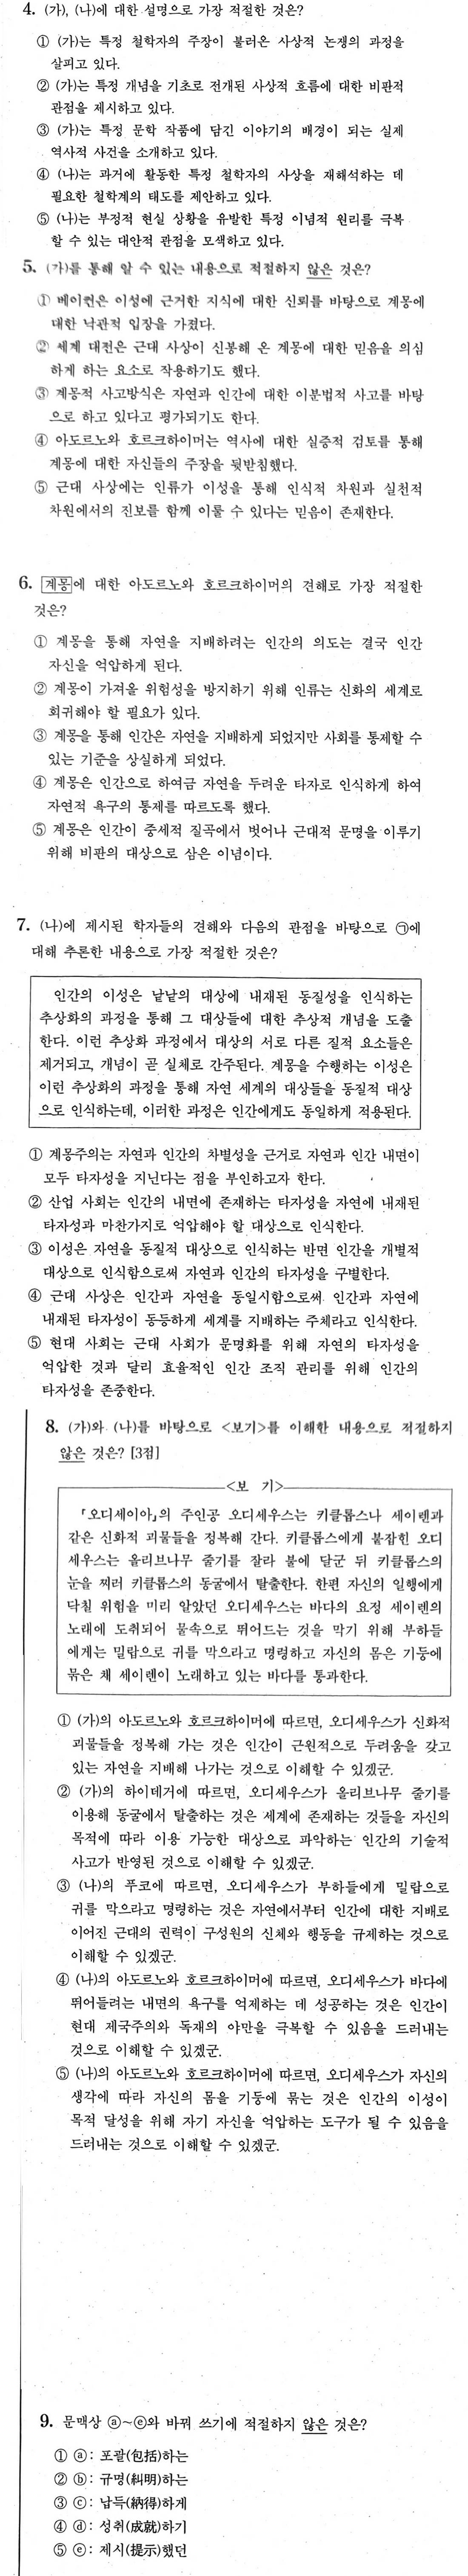 4. (가), (나)에 대한 설명으로 가장 적절한 것은?
① (가)는 특정 철학자의 주장이 불러온 사상적 논쟁의 과정을
살피고 있다.
② (가)는 특정 개념을 기초로 전개된 사상적 흐름에 대한 비판적
관점을 제시하고 있다.
③ (가)는 특정 문학 작품에 담긴 이야기의 배경이 되는 실제
역사적 사건을 소개하고 있다.
④ (나)는 과거에 활동한 특정 철학자의 사상을 재해석하는 데
필요한 철학계의 태도를 제안하고 있다.
⑤ (나)는 부정적 현실 상황을 유발한 특정 이념적 원리를 극복
할 수 있는 대안적 관점을 모색하고 있다.
5. (가)를 통해 알 수 있는 내용으로 적절하지 않은 것은?
① 베이컨은 이성에 근거한 지식에 대한 신뢰를 바탕으로 계몽에
대한 낙관적 입장을 가졌다.
② 세계 대전은 근대 사상이 신봉해 온 계몽에 대한 믿음을 의심
하게 하는 요소로 작용하기도 했다.
③ 계몽적 사고방식은 자연과 인간에 대한 이분법적 사고를 바탕
으로 하고 있다고 평가되기도 한다.
④ 아도르노와 호르크하이머는 역사에 대한 실증적 검토를 통해
계몽에 대한 자신들의 주장을 뒷받침했다.
⑤ 근대 사상에는 인류가 이성을 통해 인식적 차원과 실천적
차원에서의 진보를 함께 이룰 수 있다는 믿음이 존재한다.
6. 계몽에 대한 아도르노와 호르크하이머의 견해로 가장 적절한
것은?
① 계몽을 통해 자연을 지배하려는 인간의 의도는 결국 인간
자신을 억압하게 된다.
② 계몽이 가져올 위험성을 방지하기 위해 인류는 신화의 세계로
회귀해야 할 필요가 있다.
③ 계몽을 통해 인간은 자연을 지배하게 되었지만 사회를 통제할 수
있는 기준을 상실하게 되었다.
④ 계몽은 인간으로 하여금 자연을 두려운 타자로 인식하게 하여
자연적 욕구의 통제를 따르도록 했다.
⑤ 계몽은 인간이 중세적 질곡에서 벗어나 근대적 문명을 이루기
위해 비판의 대상으로 삼은 이념이다.
7. (나)에 제시된 학자들의 견해와 다음의 관점을 바탕으로 ㉠에
대해 추론한 내용으로 가장 적절한 것은?
인간의 이성은 낱낱의 대상에 내재된 동질성을 인식하는
추상화의 과정을 통해 그 대상들에 대한 추상적 개념을 도출
한다. 이런 추상화 과정에서 대상의 서로 다른 질적 요소들은
제거되고, 개념이 곧 실체로 간주된다. 계몽을 수행하는 이성은
이런 추상화의 과정을 통해 자연 세계의 대상들을 동질적 대상
으로 인식하는데, 이러한 과정은 인간에게도 동일하게 적용된다.
① 계몽주의는 자연과 인간의 차별성을 근거로 자연과 인간 내면이
모두 타자성을 지닌다는 점을 부인하고자 한다.
② 산업 사회는 인간의 내면에 존재하는 타자성을 자연에 내재된
타자성과 마찬가지로 억압해야 할 대상으로 인식한다.
③ 이성은 자연을 동질적 대상으로 인식하는 반면 인간을 개별적
대상으로 인식함으로써 자연과 인간의 타자성을 구별한다.
④ 근대 사상은 인간과 자연을 동일시함으로써 인간과 자연에
내재된 타자성이 동등하게 세계를 지배하는 주체라고 인식한다.
⑤ 현대 사회는 근대 사회가 문명화를 위해 자연의 타자성을
억압한 것과 달리 효율적인 인간 조직 관리를 위해 인간의
타자성을 존중한다.
8. (가)와 (나)를 바탕으로 <보기>를 이해한 내용으로 적절하지
않은 것은? [3점]
<보 기>
「오디세이아」의 주인공 오디세우스는 키클롭스나 세이렌과
같은 신화적 괴물들을 정복해 간다. 키클롭스에게 붙잡힌 오디
세우스는 올리브나무 줄기를 잘라 불에 달군 뒤 키클롭스의
눈을 찌러 키클롭스의 동굴에서 탈출한다. 한편 자신의 일행에게
닥칠 위험을 미리 알았던 오디세우스는 바다의 요정 세이렌의
노래에 도취되어 물속으로 뛰어드는 것을 막기 위해 부하들
에게는 밀랍으로 귀를 막으라고 명령하고 자신의 몸은 기둥에
묶은 채 세이렌이 노래하고 있는 바다를 통과한다.
① (가)의 아도르노와 호르크하이머에 따르면, 오디세우스가 신화적
괴물들을 정복해 가는 것은 인간이 근원적으로 두려움을 갖고
있는 자연을 지배해 나가는 것으로 이해할 수 있겠군.
② (가)의 하이데거에 따르면, 오디세우스가 올리브나무 줄기를
이용해 동굴에서 탈출하는 것은 세계에 존재하는 것들을 자신의
목적에 따라 이용 가능한 대상으로 파악하는 인간의 기술적
사고가 반영된 것으로 이해할 수 있겠군.
③ (나)의 푸코에 따르면, 오디세우스가 부하들에게 밀랍으로
귀를 막으라고 명령하는 것은 자연에서부터 인간에 대한 지배로
이어진 근대의 권력이 구성원의 신체와 행동을 규제하는 것으로
이해할 수 있겠군.
④ (나)의 아도르노와 호르크하이머에 따르면, 오디세우스가 바다에
뛰어들려는 내면의 욕구를 억제하는 데 성공하는 것은 인간이
현대 제국주의와 독재의 야만을 극복할 수 있음을 드러내는
것으로 이해할 수 있겠군.
⑤ (나)의 아도르노와 호르크하이머에 따르면, 오디세우스가 자신의
생각에 따라 자신의 몸을 기둥에 묶는 것은 인간의 이성이
목적 달성을 위해 자기 자신을 억압하는 도구가 될 수 있음을
드러내는 것으로 이해할 수 있겠군.
9. 문맥상 ⓐ~ⓔ와 바꿔 쓰기에 적절하지 않은 것은?
① ⓐ: 포괄(包括)하는
② ⓑ: 규명(糾明)하는
③ ⓒ: 납득(納得)하게
④ ⓓ: 성취(成就)하기
⑤ ⓔ: 제시(提示)했던